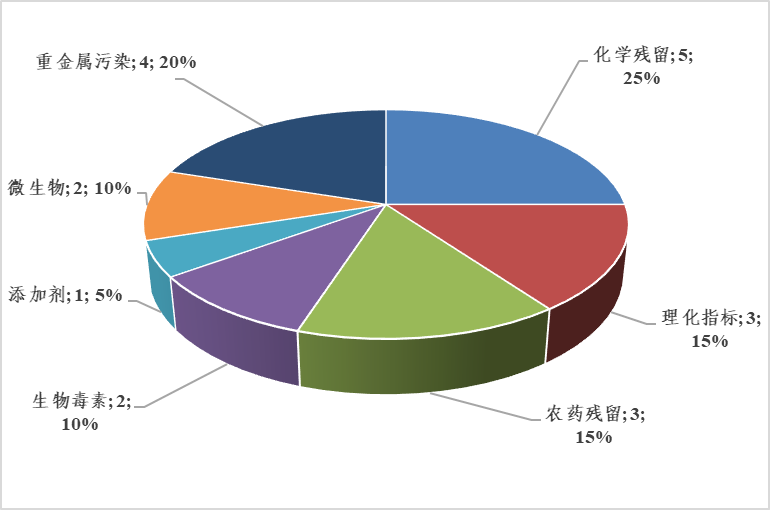 重金属污染;4; 20%
化学残留;5;
25%
微生物;2; 10%
添加剂;1; 5%
理化指标;3;
15%
生物毒素;2;
10%
农药残留;3;
15%